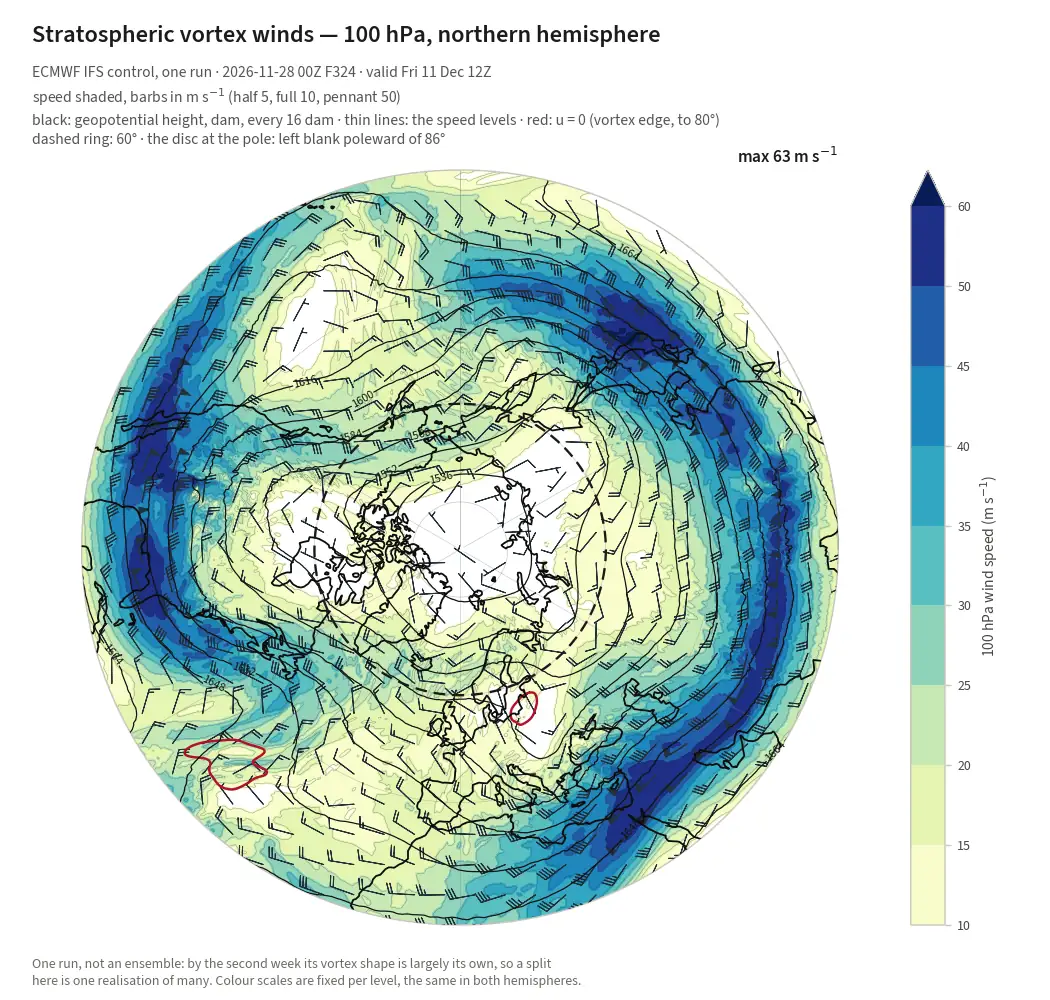 Stratospheric vortex winds — 100 hPa, northern hemisphere
ECMWF IFS control, one run · 2026-11-28 00Z F324 · valid Fri 11 Dec 12Z
speed shaded, barbs in m s⁻¹ (half 5, full 10, pennant 50)
black: geopotential height, dam, every 16 dam · thin lines: the speed levels · red: u = 0 (vortex edge, to 80°)
dashed ring: 60° · the disc at the pole: left blank poleward of 86°
max 63 m s⁻¹
60
50
45
40
35
30
25
20
15
10
100 hPa wind speed (m s⁻¹)
1664
1616
1600
1584
1536
1664
1648
1664
One run, not an ensemble: by the second week its vortex shape is largely its own, so a split
here is one realisation of many. Colour scales are fixed per level, the same in both hemispheres.